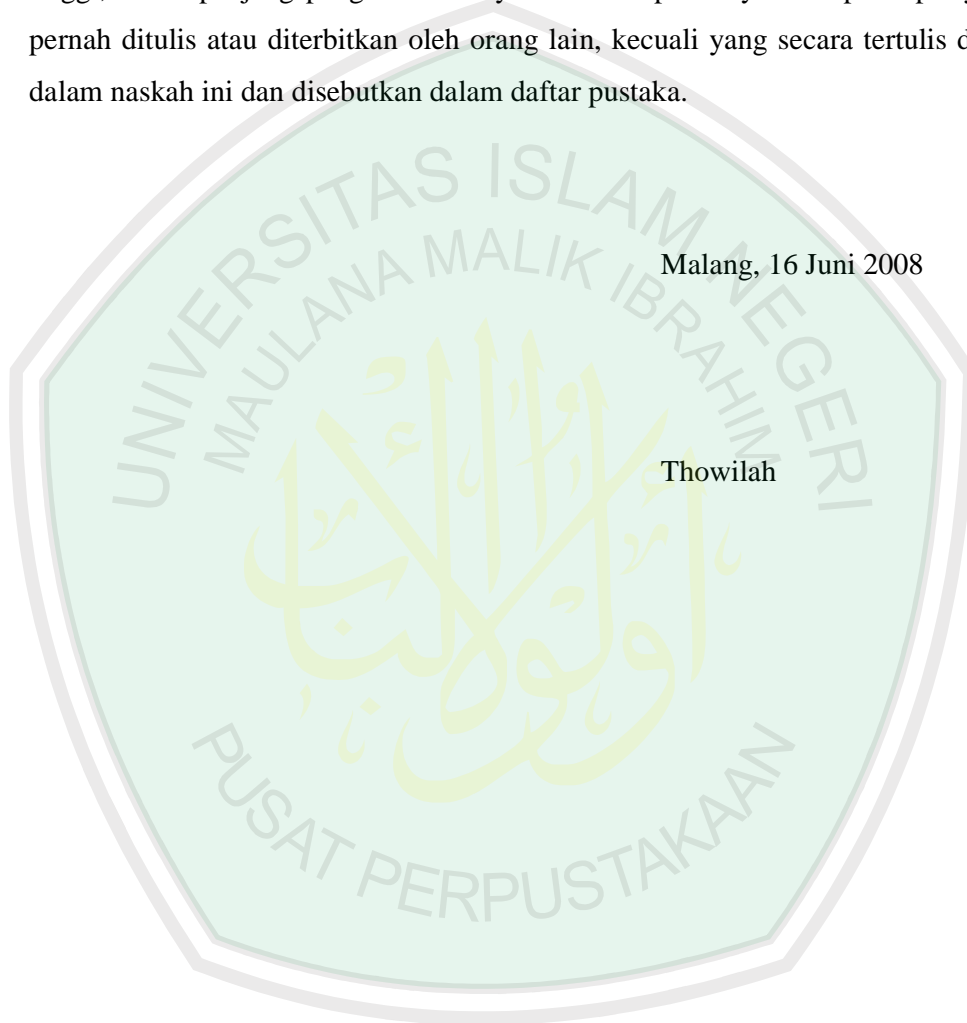 pernah ditulis atau diterbitkan oleh orang lain, kecuali yang secara tertulis
dalam naskah ini dan disebutkan dalam daftar pustaka.
UNIVERSITAS ISLAM NEGERI
MAULANA MALIK IBRAHIM
Malang, 16 Juni 2008
Thowilah
PUSAT PERPUSTAKAAN